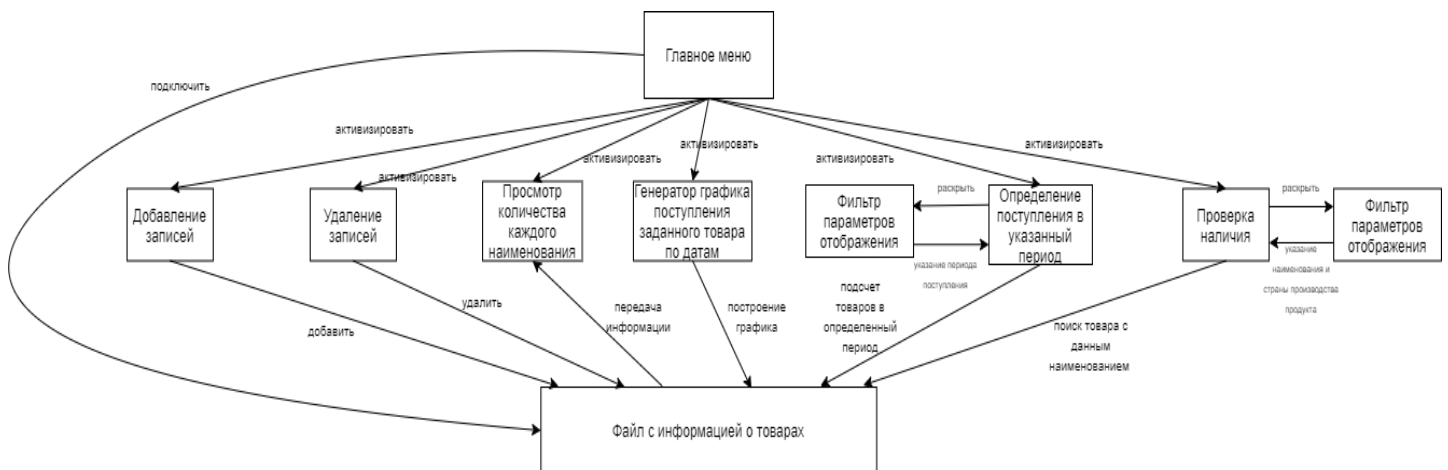 Главное меню
подключить
активизировать
активизировать
активизировать
активизировать
активизировать
активизировать
Добавление
записей
Удаление
записей
Просмотр
количества
каждого
наименования
Генератор графика
поступления
заданного товара
по датам
Фильтр
параметров
отображения
раскрыть
указание периода
поступления
Определение
поступления в
указанный
период
Проверка
наличия
раскрыть
указание
наименования и
страны производства
продукта
Фильтр
параметров
отображения
добавить
удалить
передача
информации
построение
графика
подсчет
товаров в
определенный
период
поиск товара с
данным
наименованием
Файл с информацией о товарах